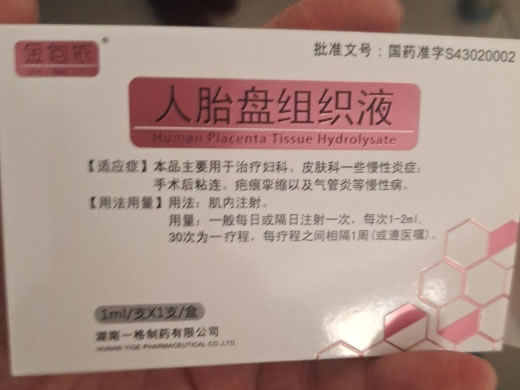 批准文号：国药准字S43020002
人胎盘组织液
Human Placenta Tissue Hydrolysate
【适应症】本品主要用于治疗妇科、皮肤科一些慢性炎症；
手术后粘连、疤痕挛缩以及气管炎等慢性病。
【用法用量】用法：肌内注射。
用量：一般每日或隔日注射一次，每次1-2ml，
30次为一疗程，每疗程之间相隔1周(或遵医嘱)。
1ml/支X1支/盒
湖南一格制药有限公司
HUNAN YIGE PHARMACEUTICAL CO.,LTD.